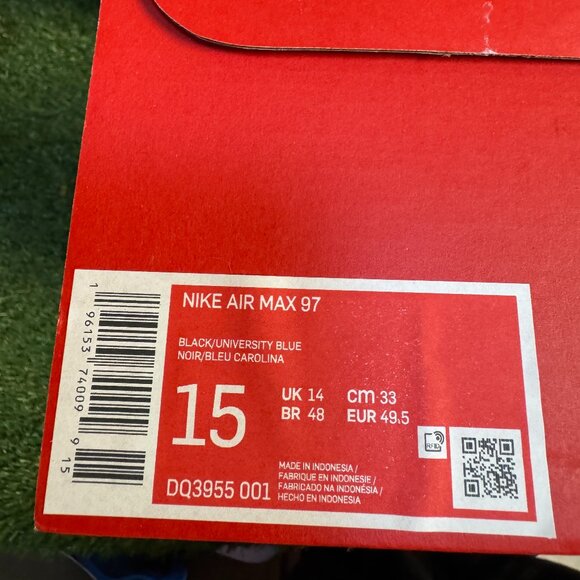 NIKE AIR MAX 97
BLACK/UNIVERSITY BLUE
NOIR/BLEU CAROLINA
15
UK 14 cm 33
BR 48 EUR 49.5
RFID
MADE IN INDONESIA/
FABRIQUE EN INDONESIE/
FABRICADO NA INDONÉSIA/
HECHO EN INDONESIA
DQ3955 001
1 96153 74009 9 15